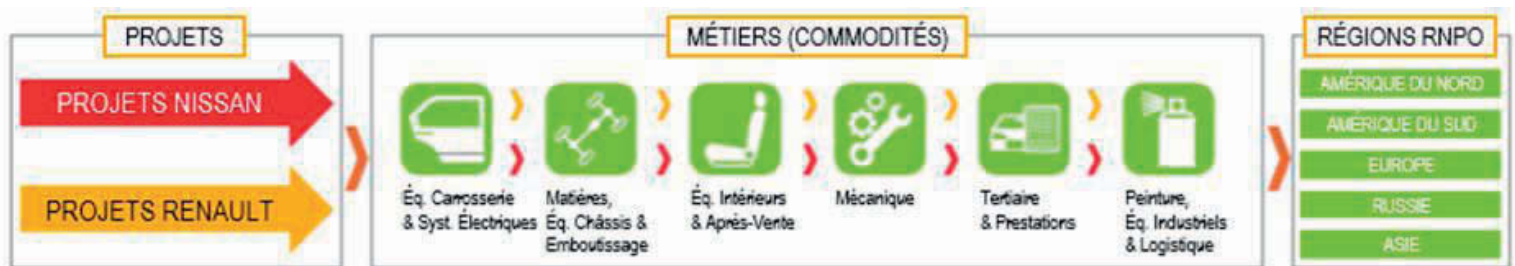 PROJETS
PROJETS NISSAN
PROJETS RENAULT
MÉTIERS (COMMODITÉS)
Éq. Carrosserie
& Syst. Électriques
Matières,
Éq. Châssis &
Emboutissage
Éq. Intérieurs
& Après-Vente
Mécanique
Tertiaire
& Prestations
Peinture,
Éq. Industriels
& Logistique
RÉGIONS RNPO
AMÉRIQUE DU NORD
AMÉRIQUE DU SUD
EUROPE
RUSSIE
ASIE